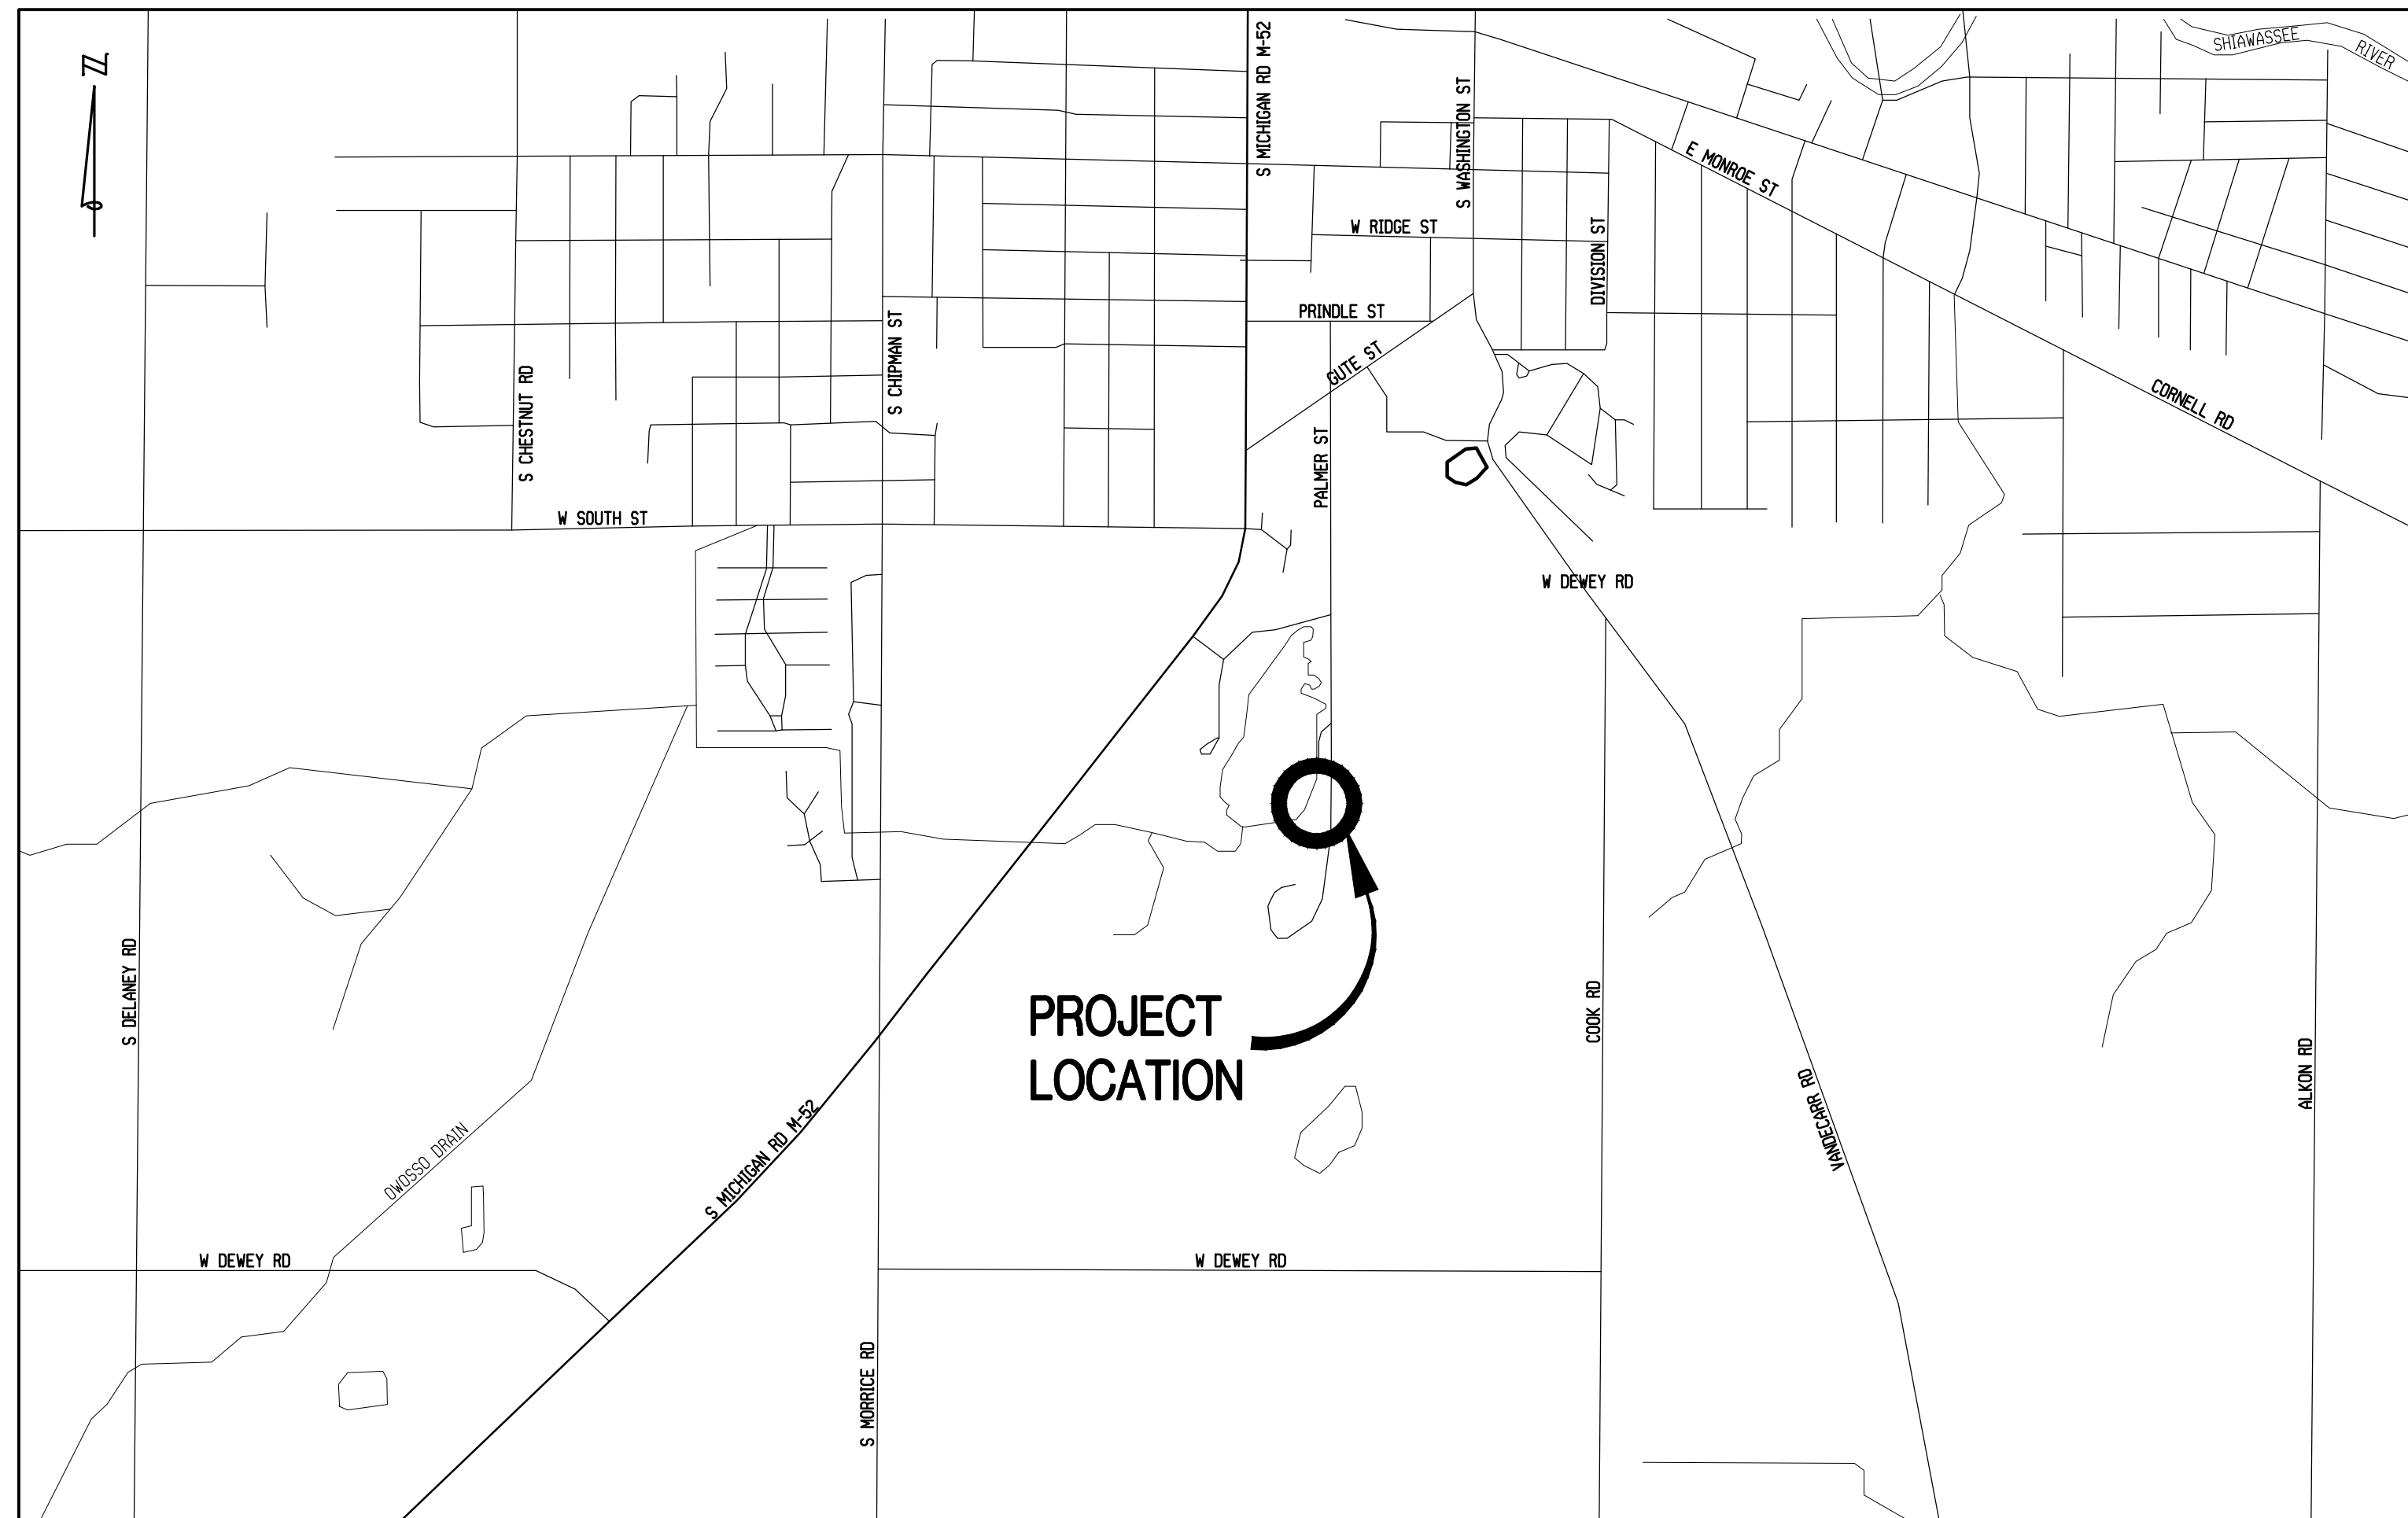 N
S MICHIGAN RD M-52
SHIAWASSEE
RIVER
S WASHINGTON ST
E MONROE ST
W RIDGE ST
DIVISION ST
PRINDLE ST
S CHIPMAN ST
GUTE ST
S CHESTNUT RD
CORNELL RD
PALMER ST
W SOUTH ST
W DEWEY RD
S DELANEY RD
PROJECT
LOCATION
COOK RD
VANDECARR RD
ALKON RD
S MICHIGAN RD M-52
OWOSSO DRAIN
W DEWEY RD
W DEWEY RD
S MORRICE RD